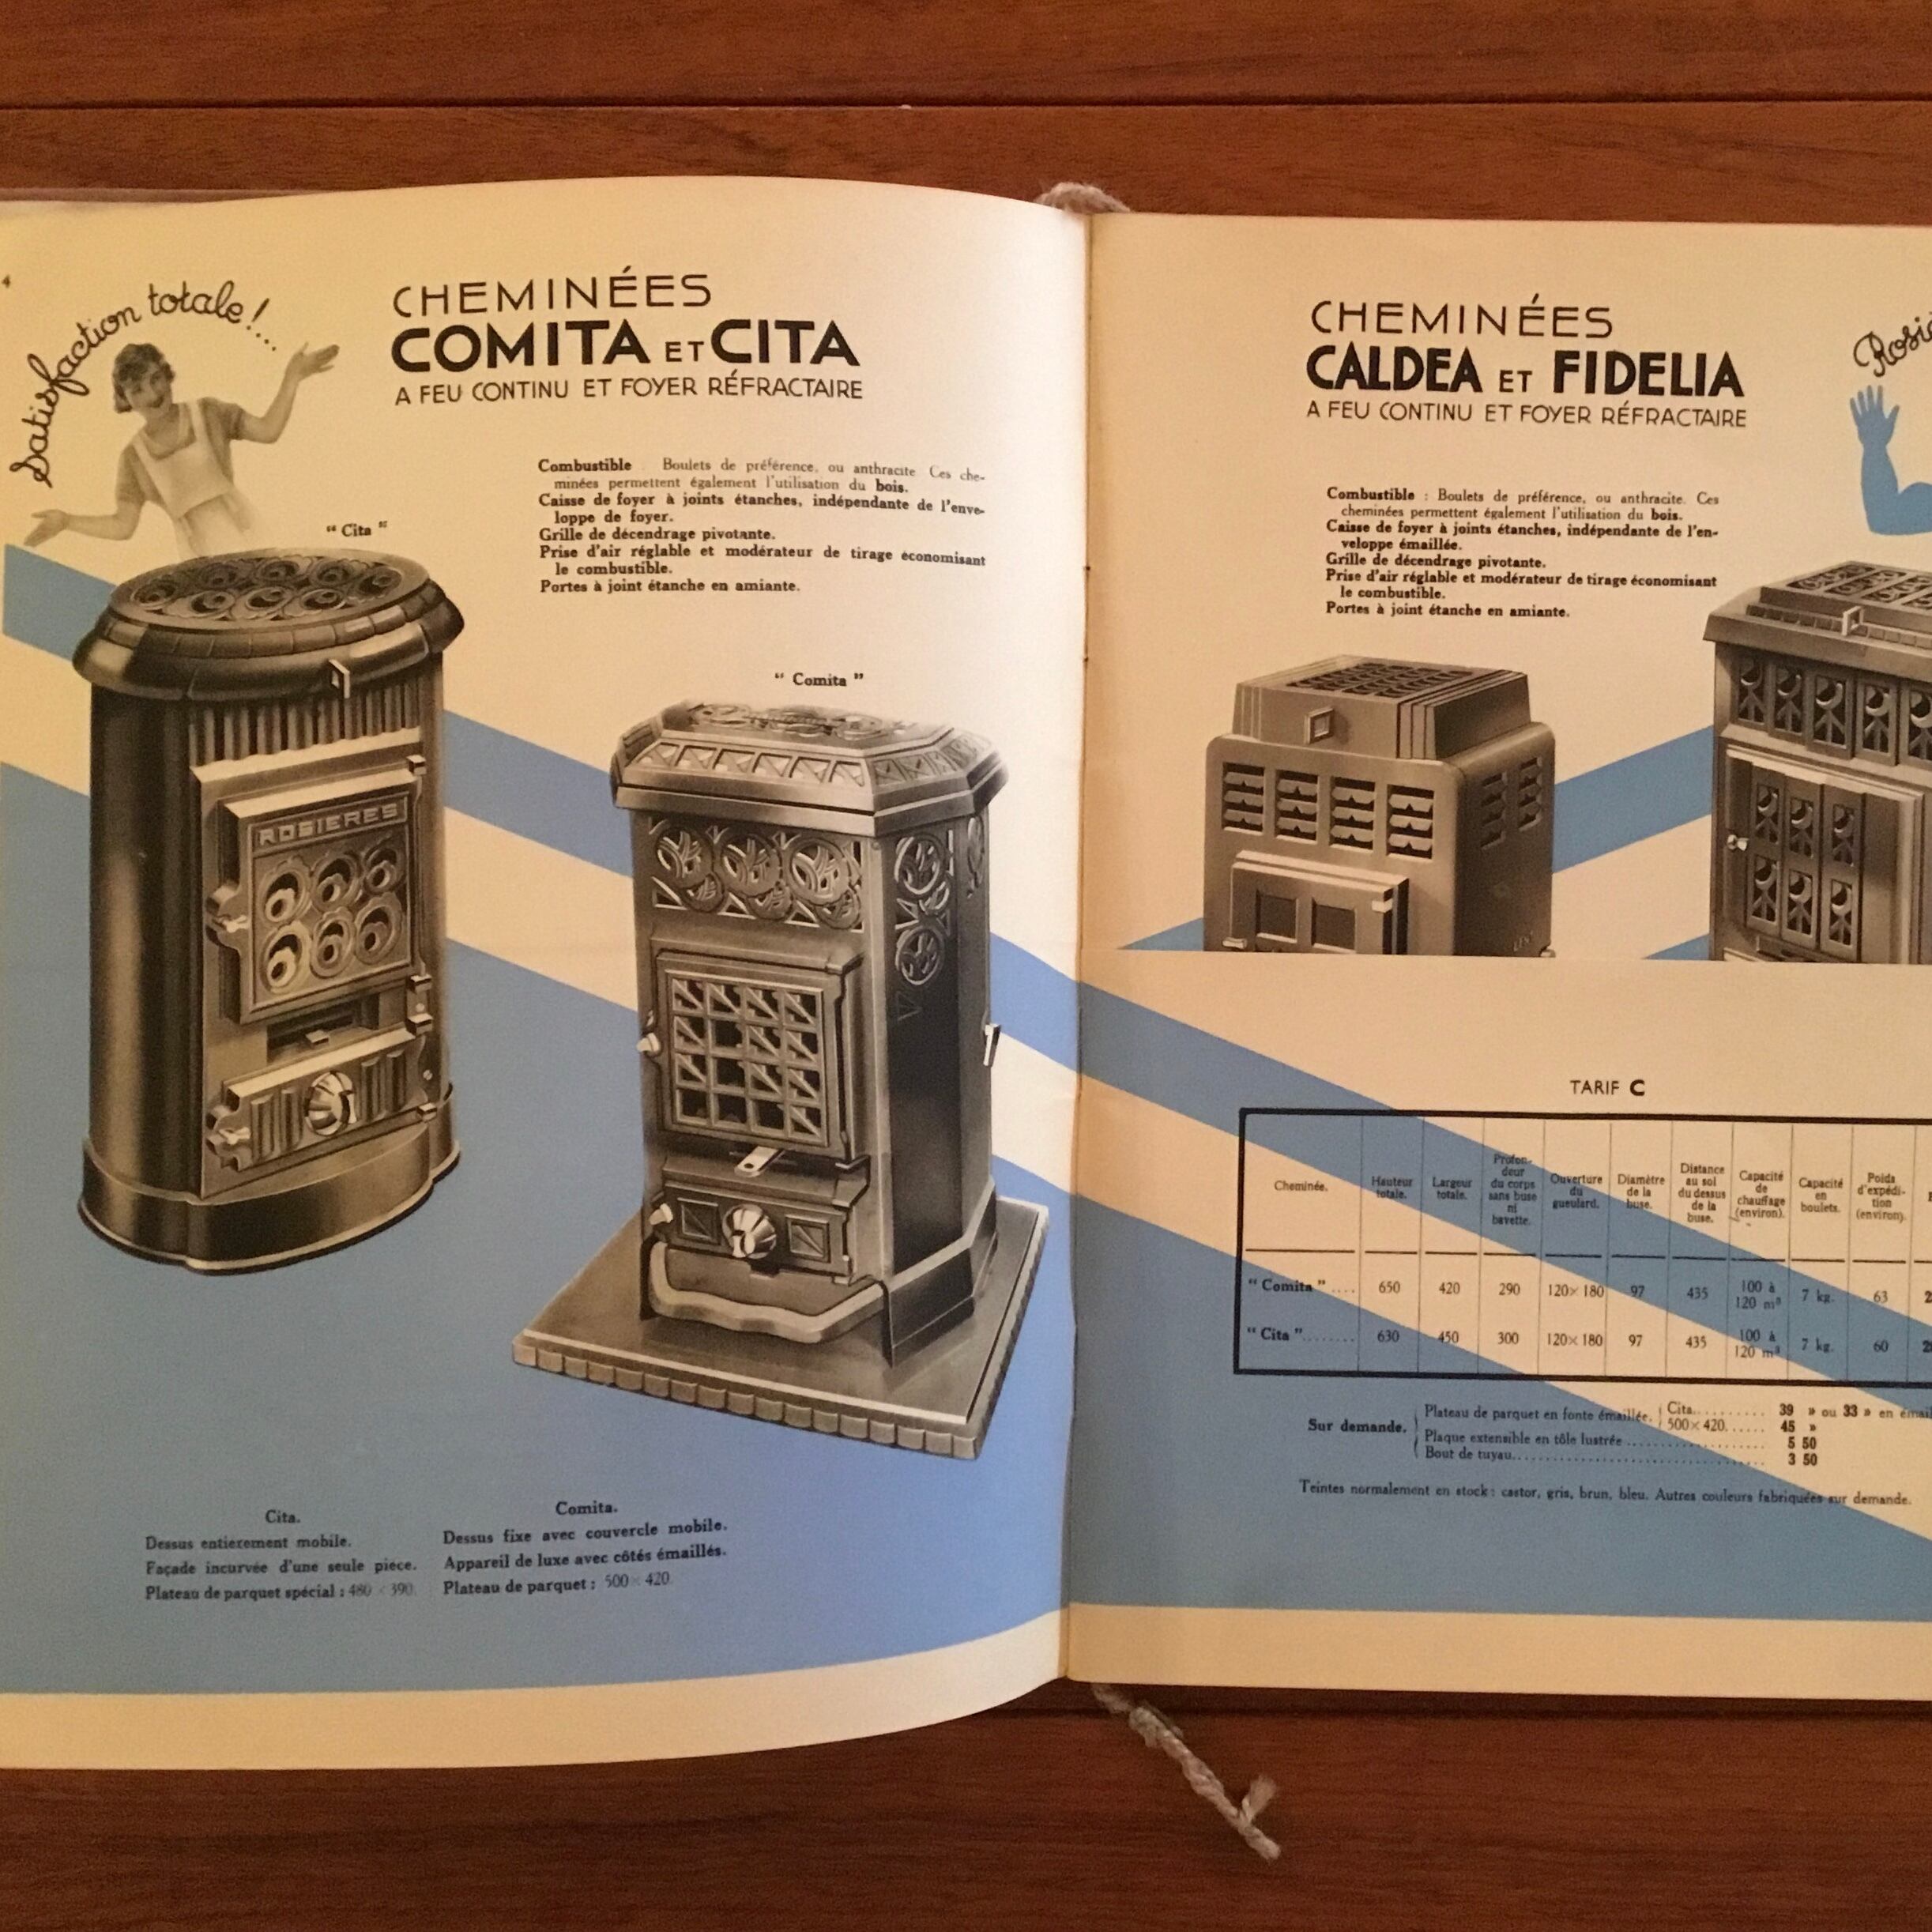 4
Satisfaction totale!...
CHEMINÉES
COMITA ET CITA
A FEU CONTINU ET FOYER RÉFRACTAIRE
Combustible : Boulets de préférence, ou anthracite Ces che-
minées permettent également l'utilisation du bois.
Caisse de foyer à joints étanches, indépendante de l'enve-
loppe de foyer.
Grille de décendrage pivotante.
Prise d'air réglable et modérateur de tirage économisant
le combustible.
Portes à joint étanche en amiante.
" Cita "
" Comita "
ROSIERES
Cita.
Dessus entièrement mobile.
Façade incurvée d'une seule pièce.
Plateau de parquet spécial : 480 × 390.
Comita.
Dessus fixe avec couvercle mobile.
Appareil de luxe avec côtés émaillés.
Plateau de parquet : 500 × 420.
CHEMINÉES
CALDEA ET FIDELIA
A FEU CONTINU ET FOYER RÉFRACTAIRE
Rosi
Combustible : Boulets de préférence, ou anthracite. Ces
cheminées permettent également l'utilisation du bois.
Caisse de foyer à joints étanches, indépendante de l'en-
veloppe émaillée.
Grille de décendrage pivotante.
Prise d'air réglable et modérateur de tirage économisant
le combustible.
Portes à joint étanche en amiante.
TARIF C
Cheminée. Hauteur totale. Largeur totale. Profon-deur du corps sans buse ni bavette. Ouverture du gueulard. Diamètre de la buse. Distance au sol du dessus de la buse. Capacité de chauffage (environ). Capacité en boulets. Poids d'expédi-tion (environ).
" Comita ".... 650 420 290 120×180 97 435 100 à 120 m³ 7 kg. 63
" Cita "........ 630 450 300 120×180 97 435 100 à 120 m³ 7 kg. 60
Sur demande. Plateau de parquet en fonte émaillée. Cita.......... 39 » ou 33 » en émail
500×420...... 45 »
Plaque extensible en tôle lustrée .......... 5 50
Bout de tuyau.......... 3 50
Teintes normalement en stock : castor, gris, brun, bleu. Autres couleurs fabriquées sur demande.